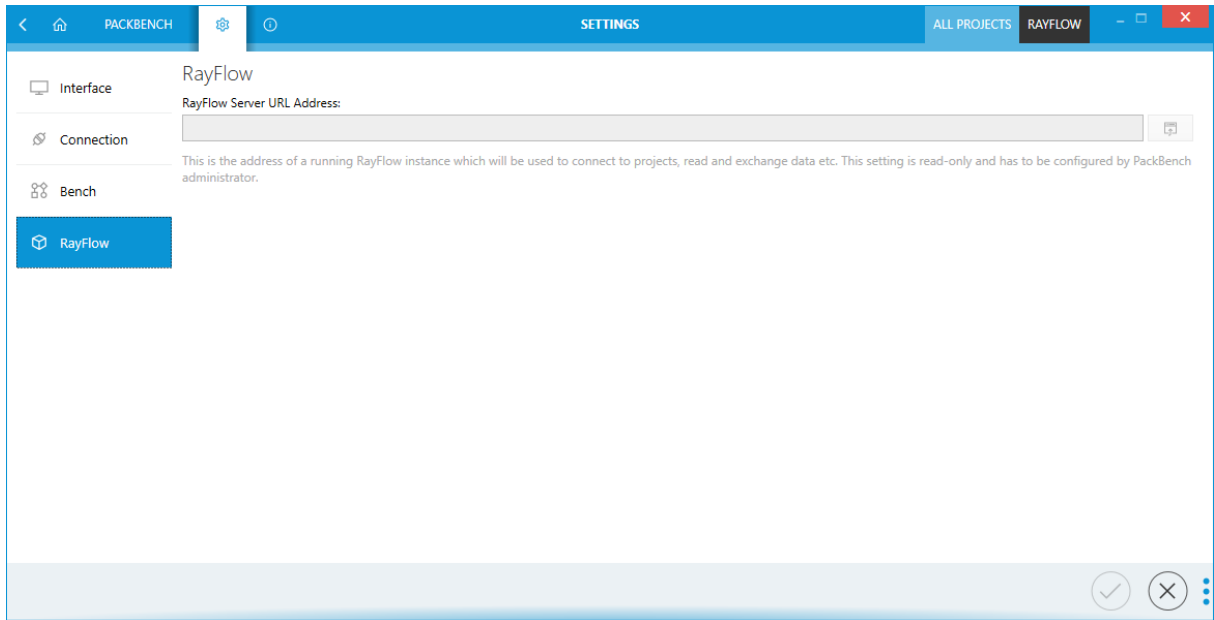 PACKBENCH
SETTINGS
ALL PROJECTS
RAYFLOW
Interface
Connection
Bench
RayFlow
RayFlow
RayFlow Server URL Address:
This is the address of a running RayFlow instance which will be used to connect to projects, read and exchange data etc. This setting is read-only and has to be configured by PackBench
administrator.